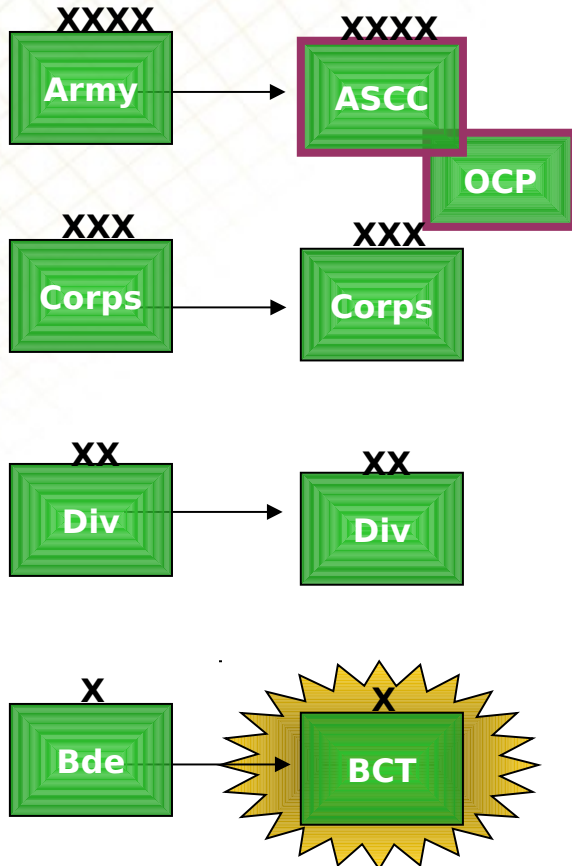 XXXX
Army
XXXX
ASCC
OCP
XXX
Corps
XXX
Corps
XX
Div
XX
Div
X
Bde
X
BCT